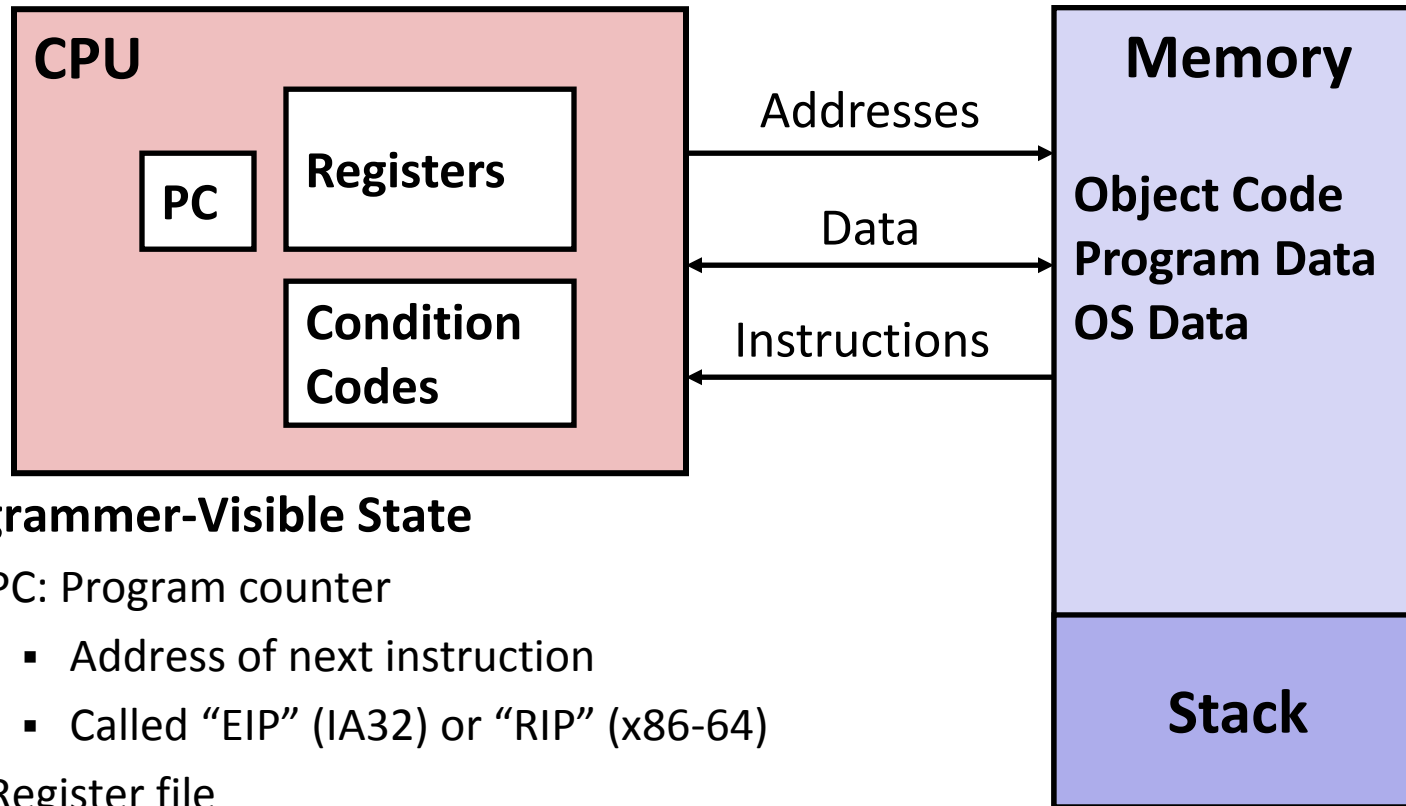 CPU
PC
Registers
Condition
Codes
Addresses
Data
Instructions
Memory
Object Code
Program Data
OS Data
Stack
grammer-Visible State
PC: Program counter
▪ Address of next instruction
▪ Called “EIP” (IA32) or “RIP” (x86-64)
Register file